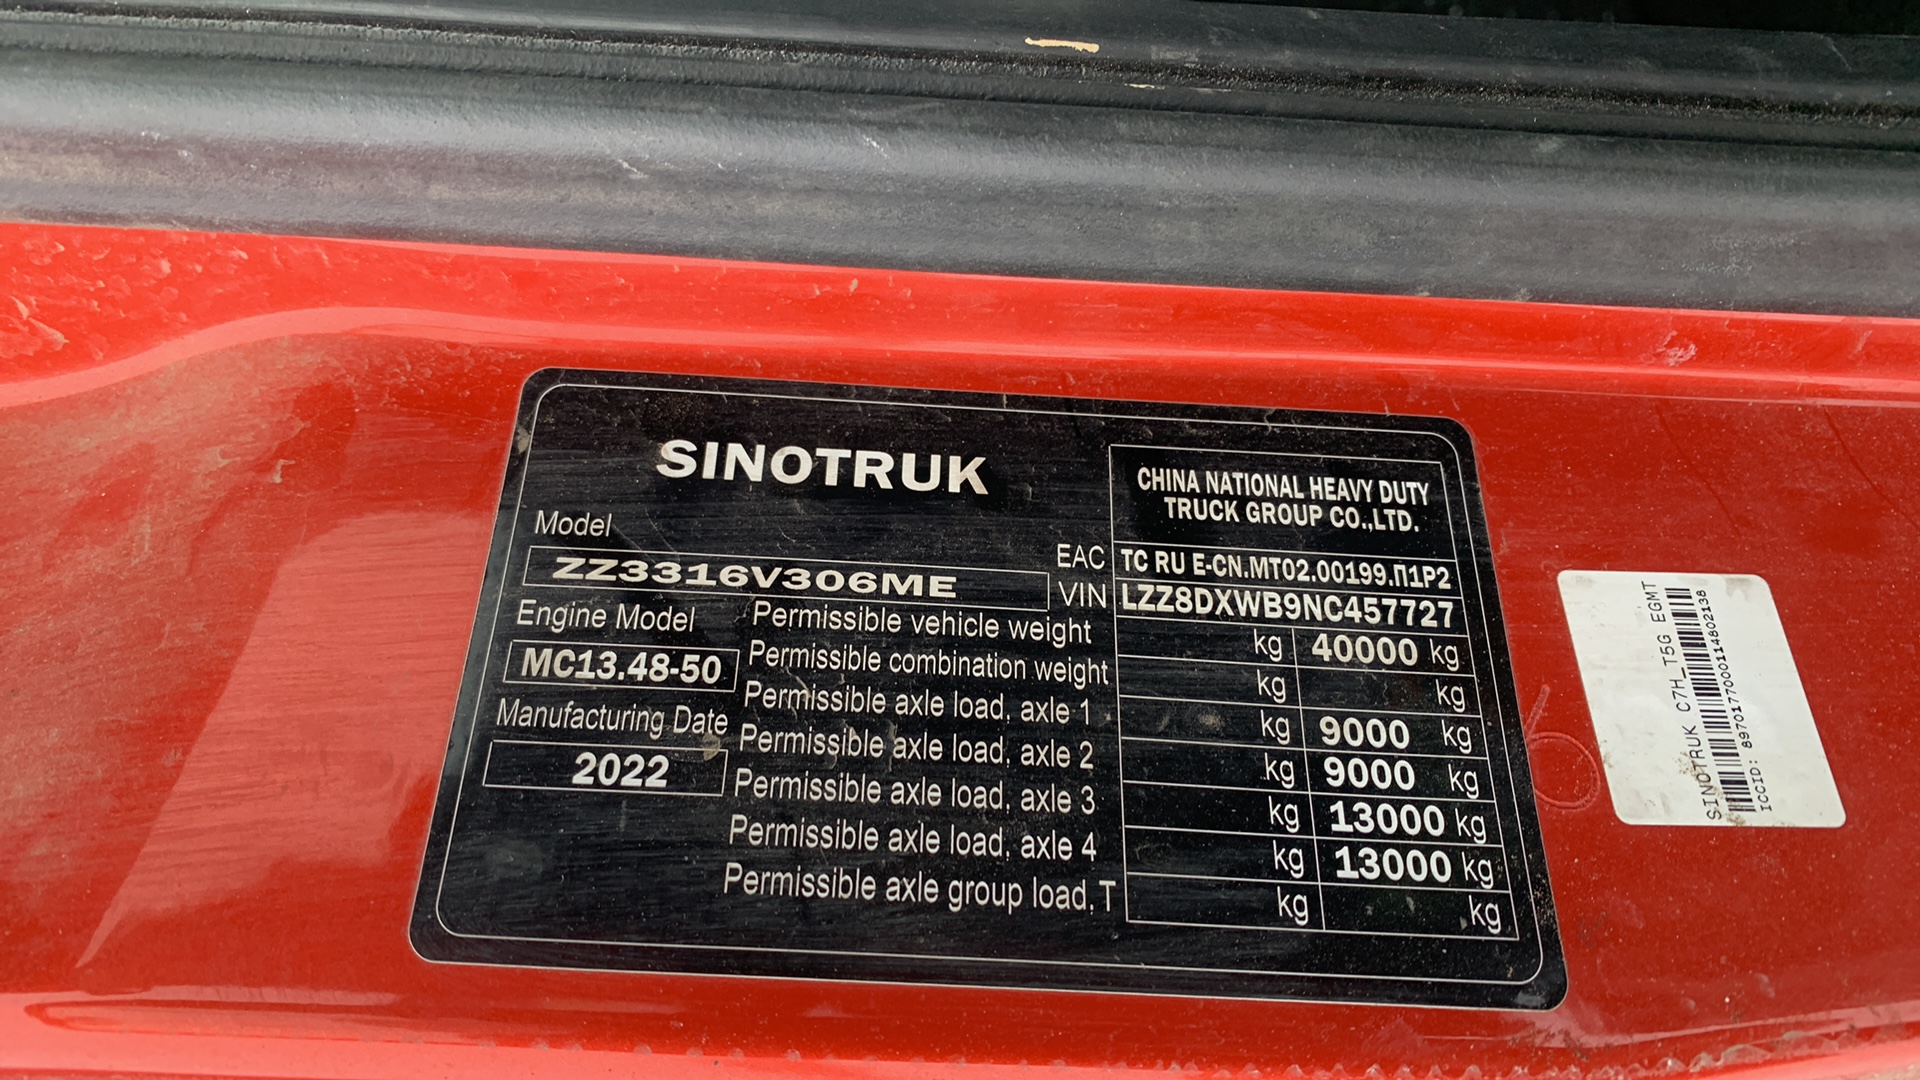 SINOTRUK
CHINA NATIONAL HEAVY DUTY
TRUCK GROUP CO.,LTD.
Model
ZZ3316V306ME
EAC TC RU E-CN.MT02.00199.П1Р2
VIN LZZ8DXWB9NC457727
Engine Model
MC13.48-50
Manufacturing Date
2022
Permissible vehicle weight kg 40000 kg
Permissible combination weight kg kg
Permissible axle load, axle 1 kg 9000 kg
Permissible axle load, axle 2 kg 9000 kg
Permissible axle load, axle 3 kg 13000 kg
Permissible axle load, axle 4 kg 13000 kg
Permissible axle group load,T kg kg
SINOTRUK C7H_T5G EGMT
ICCID: 8970177000114802138